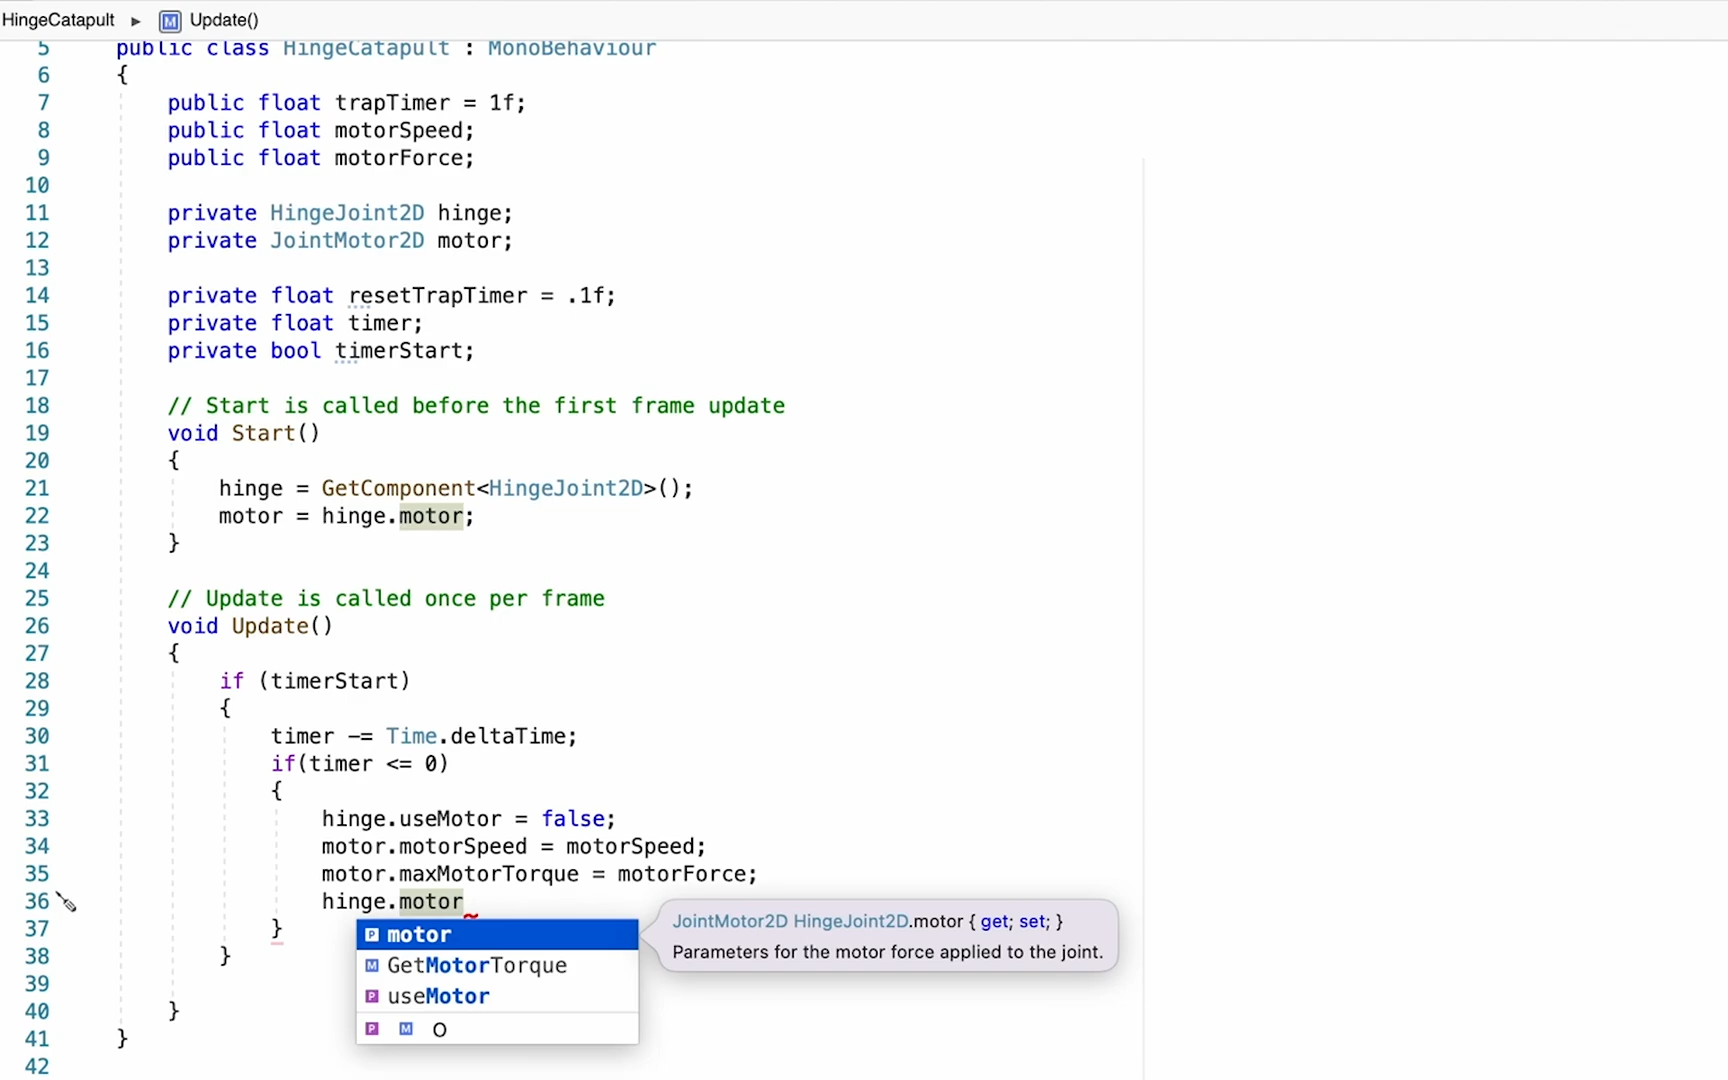 HingeCatapult ▸ M Update()
5 public class HingeCatapult : MonoBehaviour
6 {
7 public float trapTimer = 1f;
8 public float motorSpeed;
9 public float motorForce;
10
11 private HingeJoint2D hinge;
12 private JointMotor2D motor;
13
14 private float resetTrapTimer = .1f;
15 private float timer;
16 private bool timerStart;
17
18 // Start is called before the first frame update
19 void Start()
20 {
21 hinge = GetComponent<HingeJoint2D>();
22 motor = hinge.motor;
23 }
24
25 // Update is called once per frame
26 void Update()
27 {
28 if (timerStart)
29 {
30 timer -= Time.deltaTime;
31 if(timer <= 0)
32 {
33 hinge.useMotor = false;
34 motor.motorSpeed = motorSpeed;
35 motor.maxMotorTorque = motorForce;
36 hinge.motor
37 }
38 }
39
40 }
41 }
42
P motor
M GetMotorTorque
P useMotor
P M O
JointMotor2D HingeJoint2D.motor { get; set; }
Parameters for the motor force applied to the joint.